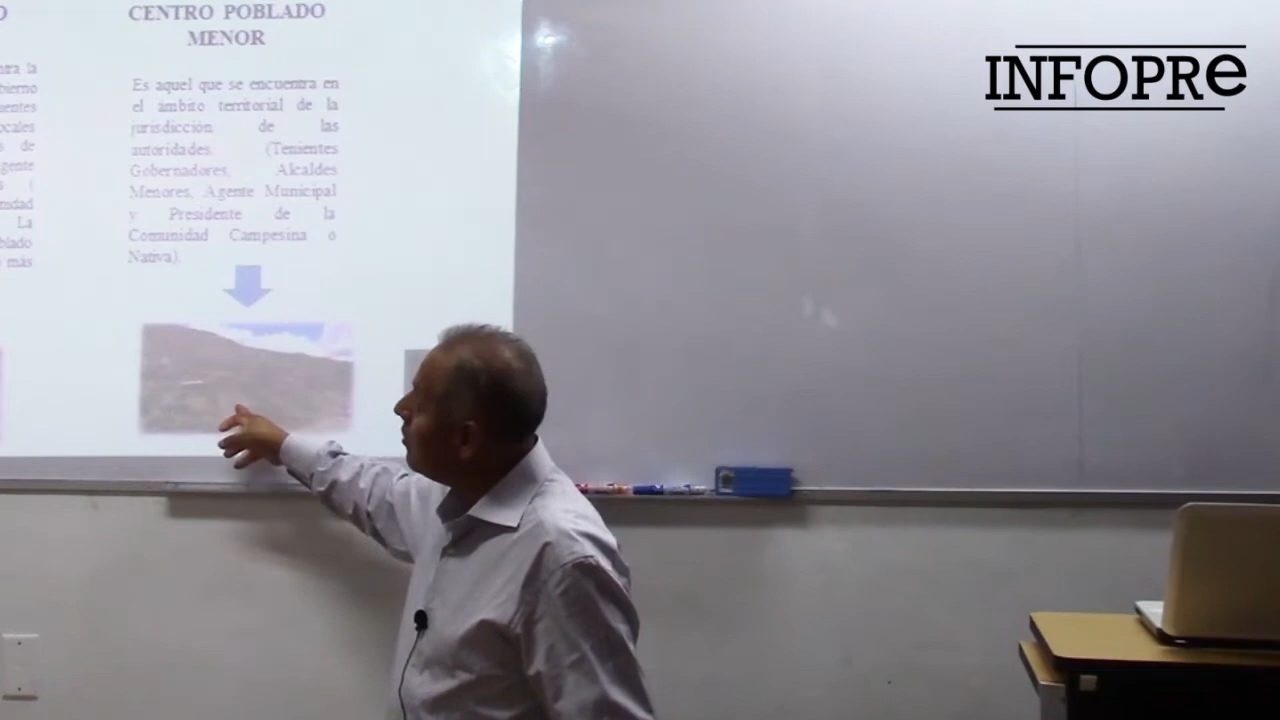 CENTRO POBLADO
MENOR
Es aquel que se encuentra en
el ámbito territorial de la
jurisdicción de las
autoridades. (Tenientes
Gobernadores, Alcaldes
Menores, Agente Municipal
y Presidente de la
Comunidad Campesina o
Nativa).
INFOPRe